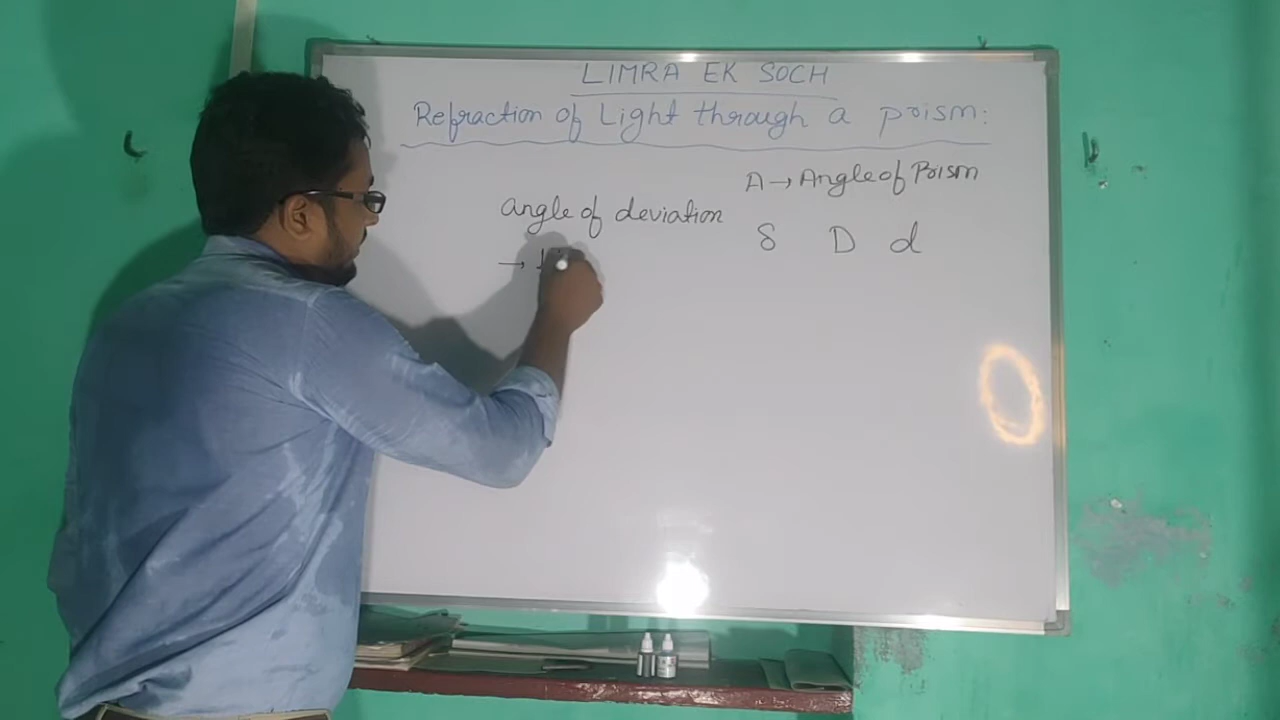 LIMRA EK SOCH
Refraction of Light through a prism:
A → Angle of Prism
angle of deviation
δ D d
→